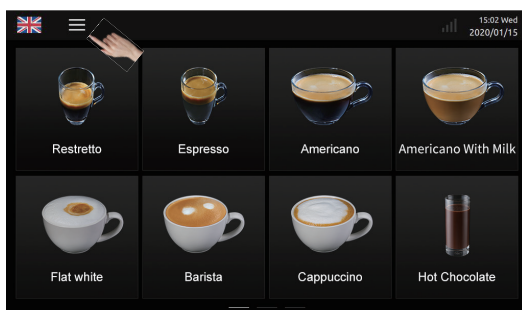 15:02 Wed
2020/01/15
Restretto
Espresso
Americano
Americano With Milk
Flat white
Barista
Cappuccino
Hot Chocolate